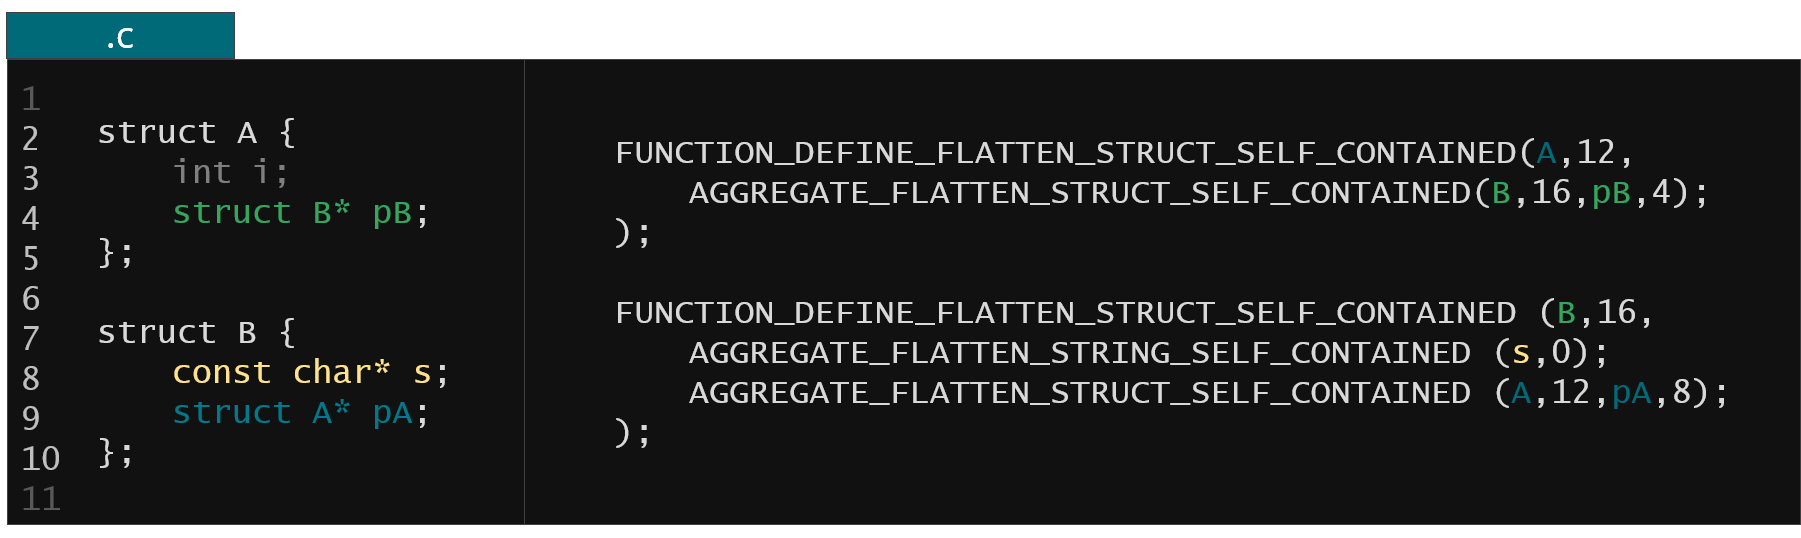 .c
1
2 struct A {
3 int i;
4 struct B* pB;
5 };
6
7 struct B {
8 const char* s;
9 struct A* pA;
10 };
11
FUNCTION_DEFINE_FLATTEN_STRUCT_SELF_CONTAINED(A,12,
AGGREGATE_FLATTEN_STRUCT_SELF_CONTAINED(B,16,pB,4);
);
FUNCTION_DEFINE_FLATTEN_STRUCT_SELF_CONTAINED (B,16,
AGGREGATE_FLATTEN_STRING_SELF_CONTAINED (s,0);
AGGREGATE_FLATTEN_STRUCT_SELF_CONTAINED (A,12,pA,8);
);